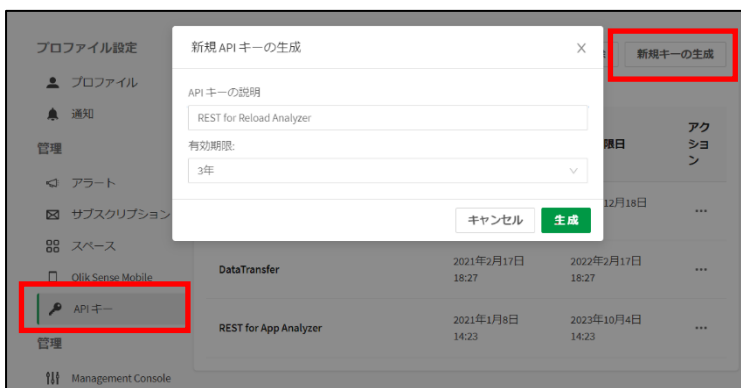 プロファイル設定
プロファイル
通知
管理
アラート
サブスクリプション
スペース
Qlik Sense Mobile
API キー
管理
Management Console
新規 API キーの生成
API キーの説明
REST for Reload Analyzer
有効期限:
3年
キャンセル 生成
新規キーの生成
限日 アクション
12月18日
DataTransfer 2021年2月17日 18:27 2022年2月17日 18:27
REST for App Analyzer 2021年1月8日 14:23 2023年10月4日 14:23